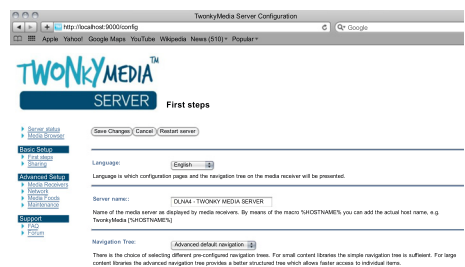 TwonkyMedia Server Configuration
http://localhost:9000/config
Google
Apple Yahoo! Google Maps YouTube Wikipedia News (510) Popular
TWONKYMEDIA TM
SERVER
First steps
Server status
Media Browser
Save Changes Cancel Restart server
Basic Setup
First steps
Sharing
Language: English
Language in which configuration pages and the navigation tree on the media receiver will be presented.
Advanced Setup
Media Receivers
Network
Media Feeds
Maintenance
Support
FAQ
Forum
Server name:: DLNA4 - TWONKY MEDIA SERVER
Name of the media server as displayed by media receivers. By means of the macro %HOSTNAME% you can add the actual host name, e.g.
TwonkyMedia [%HOSTNAME%]
Navigation Tree: Advanced default navigation
There is the choice of selecting different pre-configured navigation trees. For small content libraries the simple navigation tree is suffient. For large
content libraries the advanced navigation tree provides a better structured tree which allows faster access to individual items.